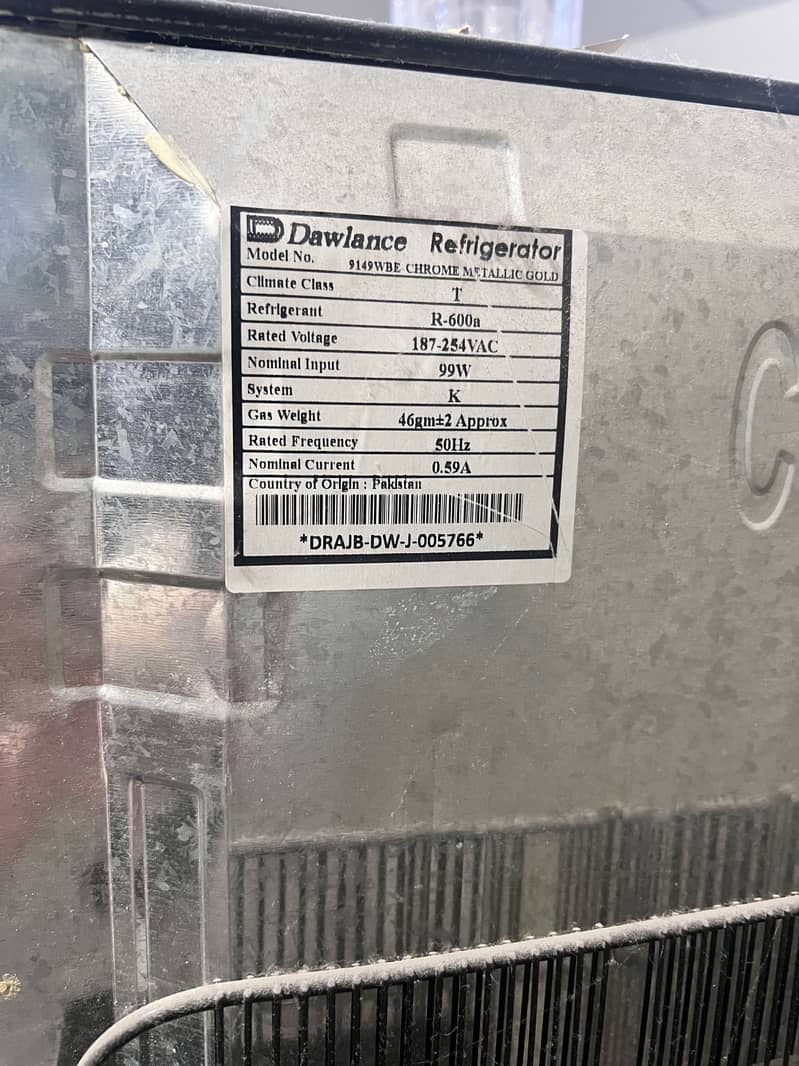 Dawlance Refrigerator
Model No. 9149WBE CHROME METALLIC GOLD
Climate Class T
Refrigerant R-600a
Rated Voltage 187-254VAC
Nominal Input 99W
System K
Gas Weight 46gm±2 Approx
Rated Frequency 50Hz
Nominal Current 0.59A
Country of Origin : Pakistan
*DRAJB-DW-J-005766*
C